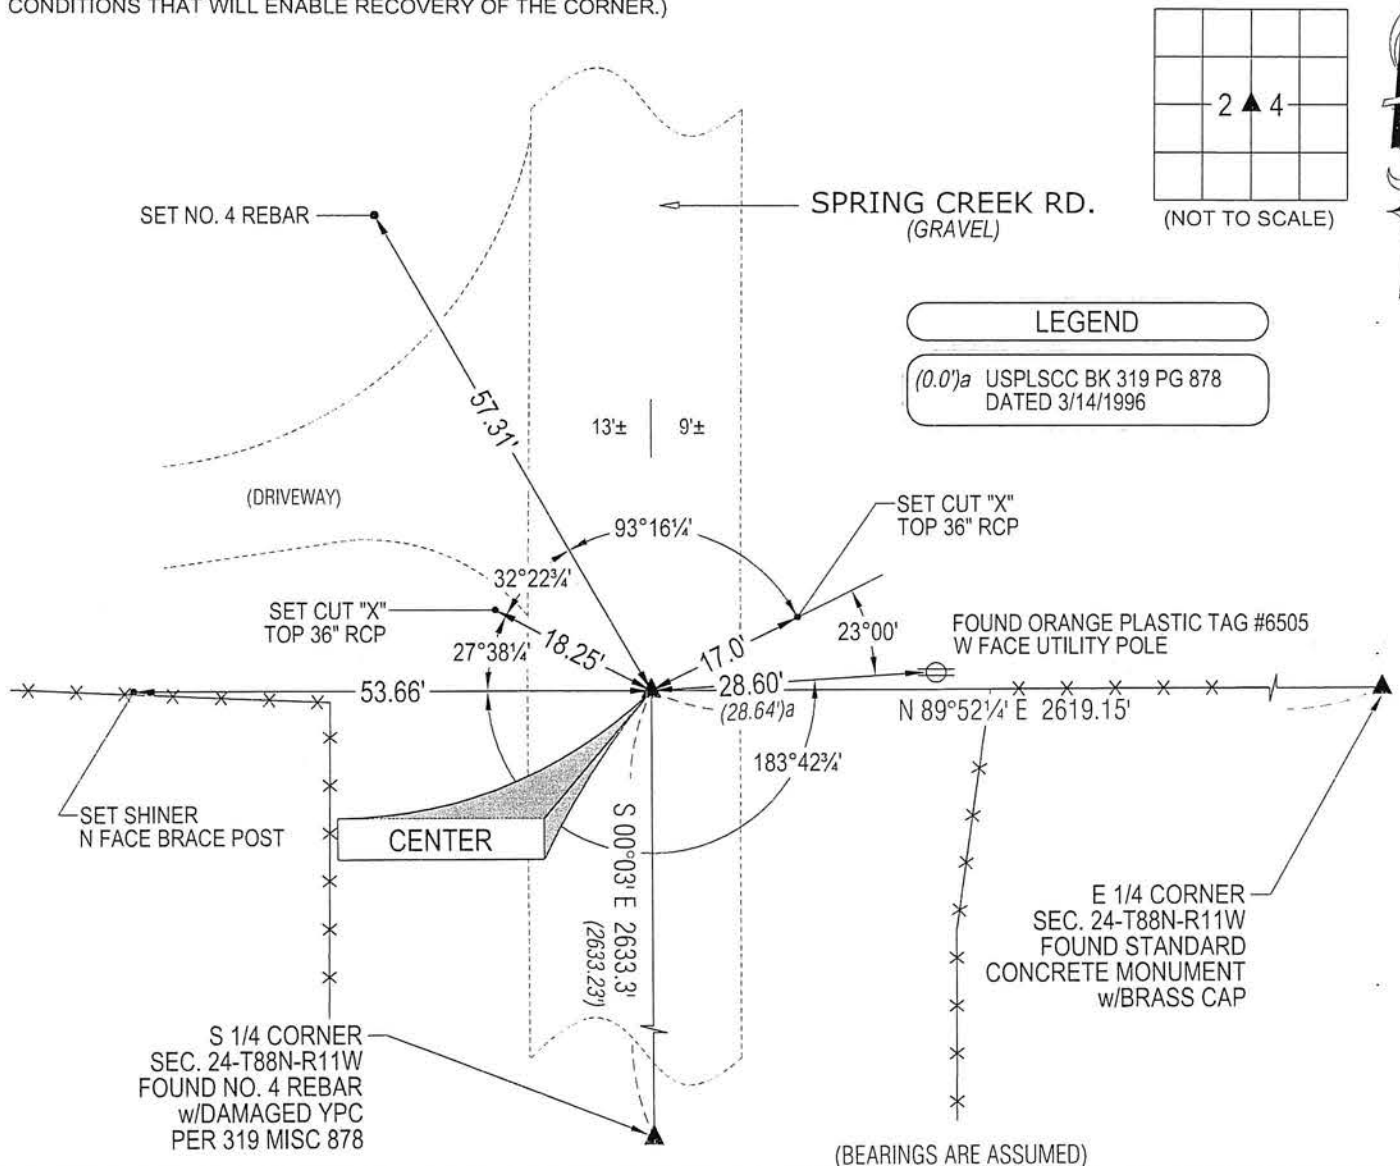 CONDITIONS THAT WILL ENABLE RECOVERY OF THE CORNER.)
2 4
(NOT TO SCALE)
SET NO. 4 REBAR
SPRING CREEK RD.
(GRAVEL)
LEGEND
(0.0')a USPLSCC BK 319 PG 878
DATED 3/14/1996
57.31'
13'± 9'±
(DRIVEWAY)
SET CUT "X"
TOP 36" RCP
93°16¼'
32°22¾'
SET CUT "X"
TOP 36" RCP
27°38¼'
18.25'
17.0'
23°00'
FOUND ORANGE PLASTIC TAG #6505
W FACE UTILITY POLE
53.66'
28.60'
(28.64')a
N 89°52¼' E 2619.15'
183°42¾'
SET SHINER
N FACE BRACE POST
CENTER
S 00°03' E 2633.3'
(2633.23')
E 1/4 CORNER
SEC. 24-T88N-R11W
FOUND STANDARD
CONCRETE MONUMENT
w/BRASS CAP
S 1/4 CORNER
SEC. 24-T88N-R11W
FOUND NO. 4 REBAR
w/DAMAGED YPC
PER 319 MISC 878
(BEARINGS ARE ASSUMED)